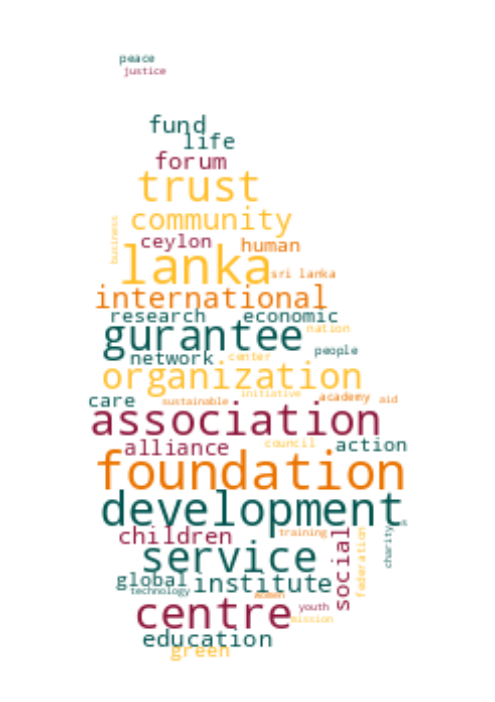 peace
justice
fund
life
forum
trust
community
business
ceylon
human
lanka
sri lanka
international
research
economic
gurantee
nation
network
center
people
organization
initiative
care
sustainable
academy
aid
association
alliance
council
action
foundation
development
children
training
social
federation
charity
service
global
institute
technology
women
centre
youth
mission
education
green